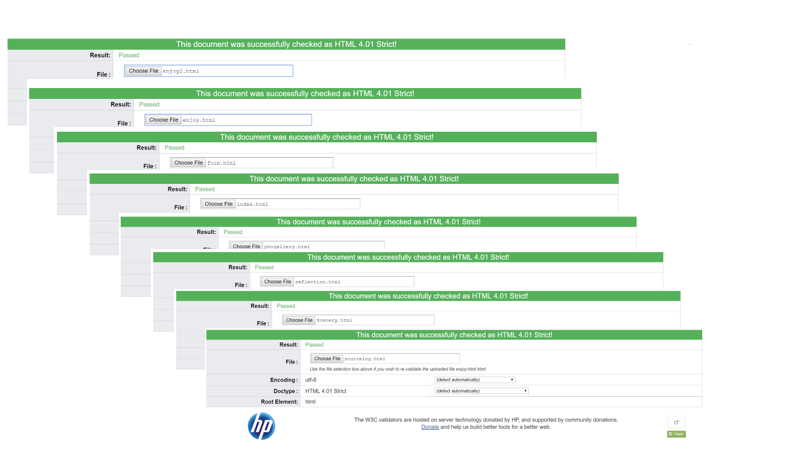 This document was successfully checked as HTML 4.01 Strict!
Result: Passed
File : Choose File enjoy2.html
This document was successfully checked as HTML 4.01 Strict!
Result: Passed
File : Choose File enjoy.html
This document was successfully checked as HTML 4.01 Strict!
Result: Passed
File : Choose File form.html
This document was successfully checked as HTML 4.01 Strict!
Result: Passed
File : Choose File index.html
This document was successfully checked as HTML 4.01 Strict!
Result: Passed
File : Choose File phogallery.html
This document was successfully checked as HTML 4.01 Strict!
Result: Passed
File : Choose File reflection.html
This document was successfully checked as HTML 4.01 Strict!
Result: Passed
File : Choose File scenery.html
This document was successfully checked as HTML 4.01 Strict!
Result: Passed
File : Choose File sourcelog.html
Use the file selection box above if you wish to re-validate the uploaded file enjoy.html.html
Encoding : utf-8 (detect automatically)
Doctype : HTML 4.01 Strict (detect automatically)
Root Element: html
hp
The W3C validators are hosted on server technology donated by HP, and supported by community donations.
Donate and help us build better tools for a better web.